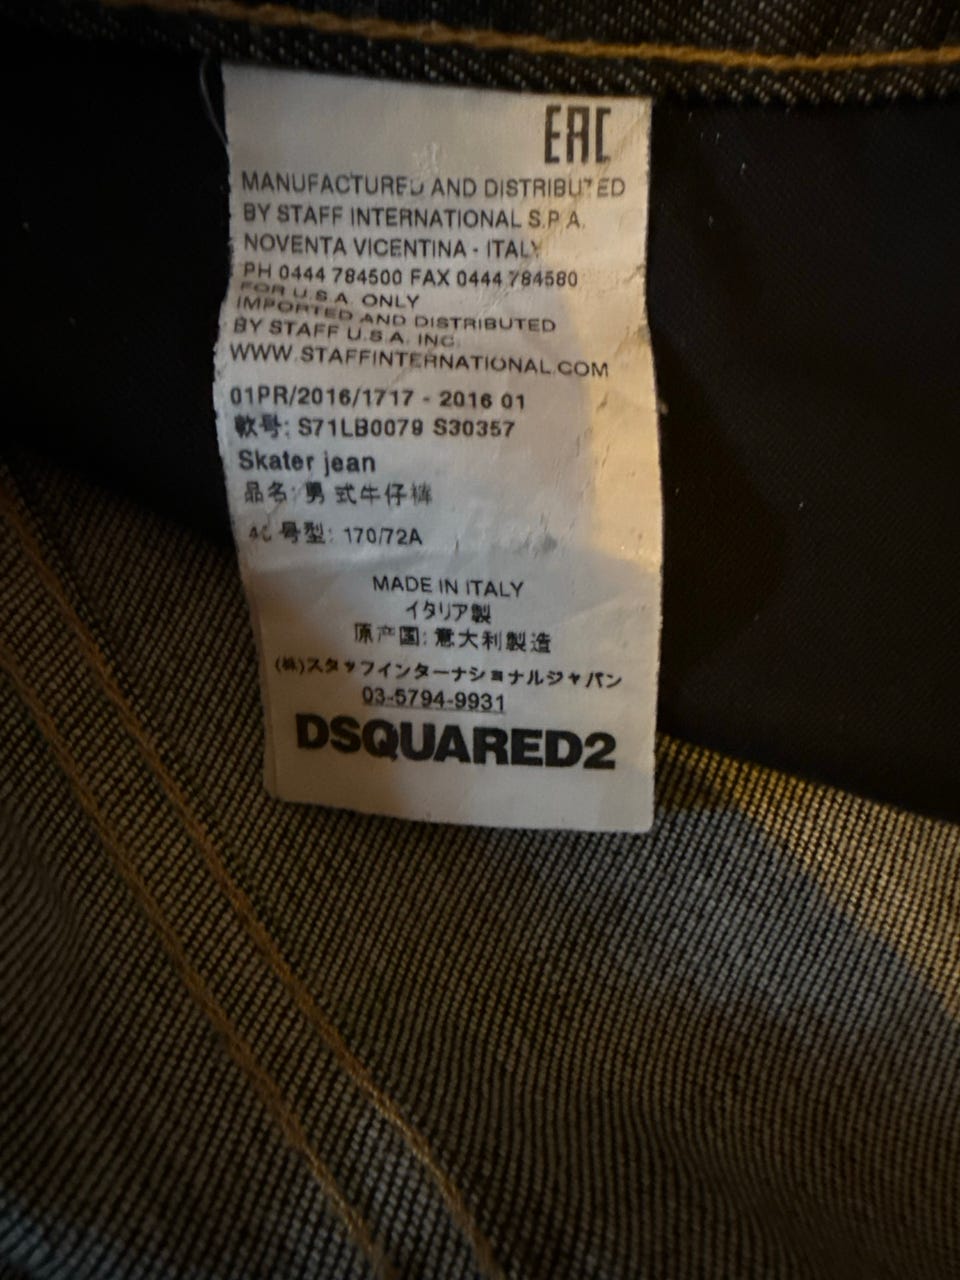 EAC
MANUFACTURED AND DISTRIBUTED
BY STAFF INTERNATIONAL S.P.A.
NOVENTA VICENTINA - ITALY
PH 0444 784500 FAX 0444 784580
FOR U.S.A. ONLY
IMPORTED AND DISTRIBUTED
BY STAFF U.S.A. INC.
WWW.STAFFINTERNATIONAL.COM
01PR/2016/1717 - 2016 01
款号: S71LB0079 S30357
Skater jean
品名: 男式牛仔裤
号型: 170/72A
MADE IN ITALY
イタリア製
原产国: 意大利製造
(株)スタッフインターナショナルジャパン
03-5794-9931
DSQUARED2